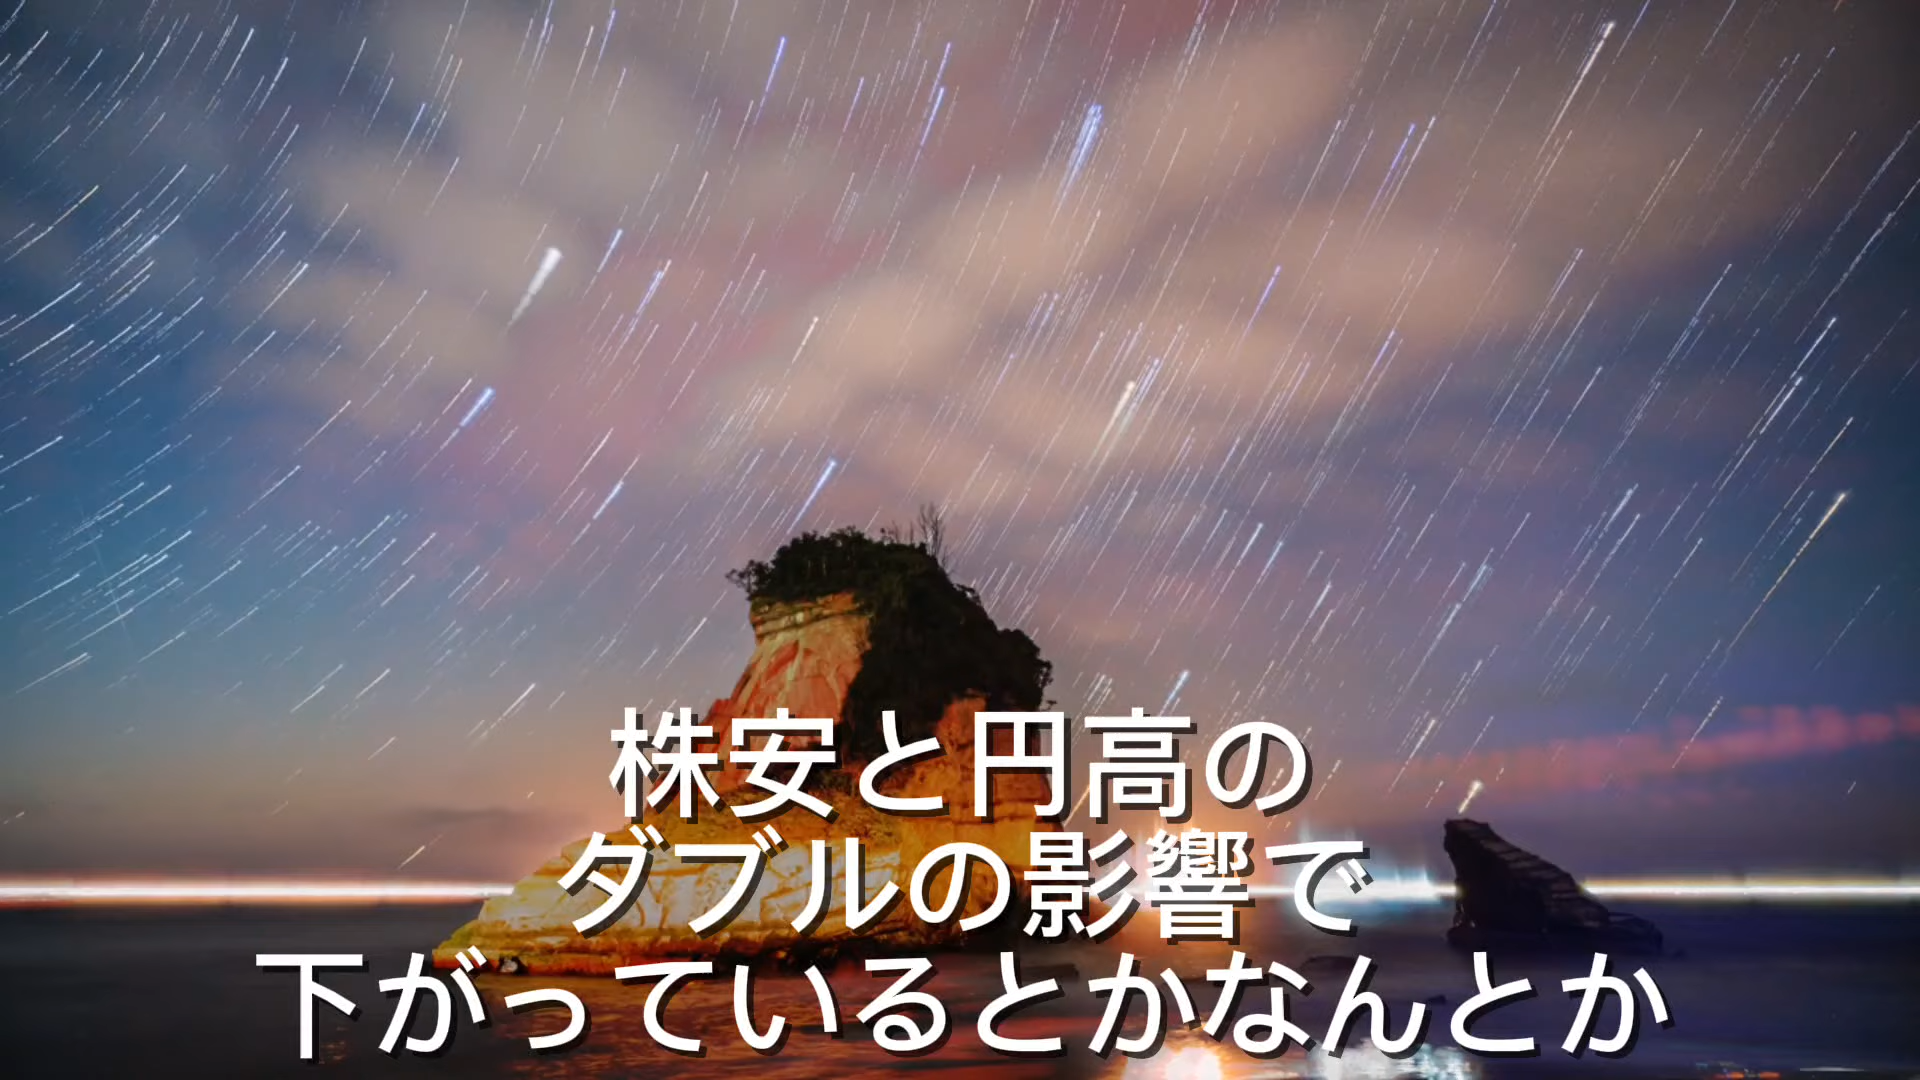 株安と円高の
ダブルの影響で
下がっているとかなんとか